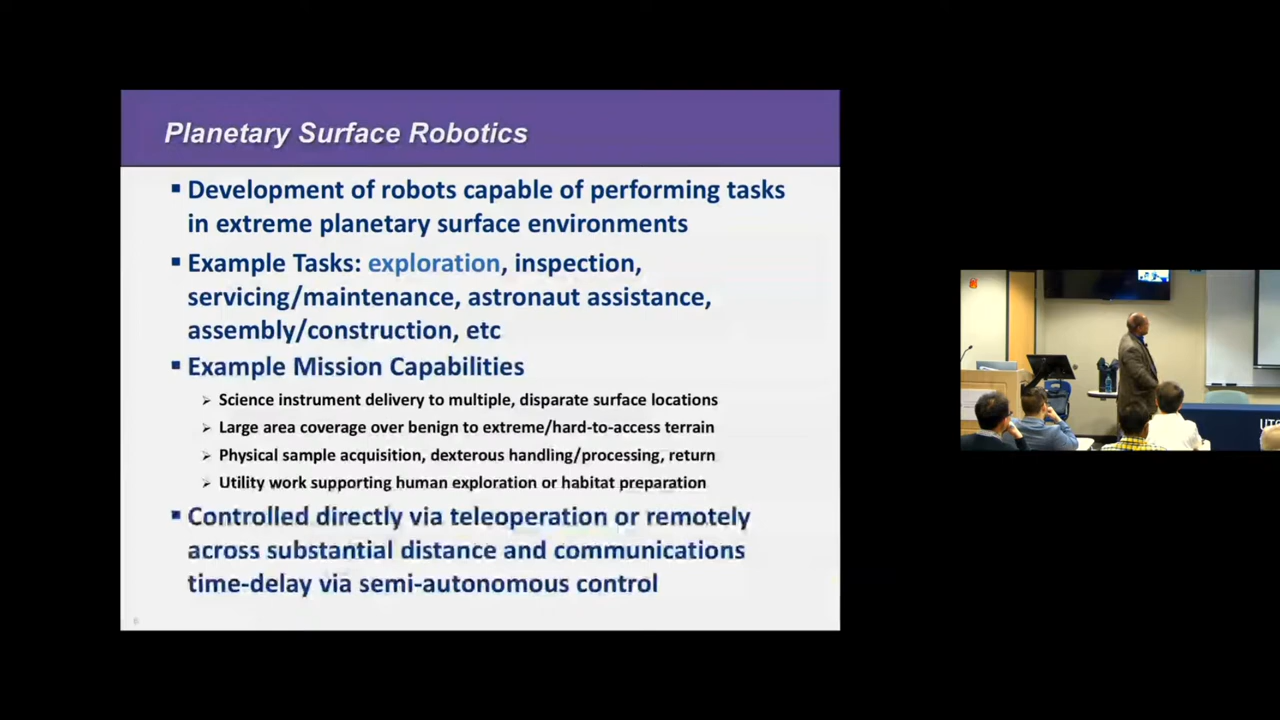 Planetary Surface Robotics
▪ Development of robots capable of performing tasks
in extreme planetary surface environments
▪ Example Tasks: exploration, inspection,
servicing/maintenance, astronaut assistance,
assembly/construction, etc
▪ Example Mission Capabilities
➢ Science instrument delivery to multiple, disparate surface locations
➢ Large area coverage over benign to extreme/hard-to-access terrain
➢ Physical sample acquisition, dexterous handling/processing, return
➢ Utility work supporting human exploration or habitat preparation
▪ Controlled directly via teleoperation or remotely
across substantial distance and communications
time-delay via semi-autonomous control